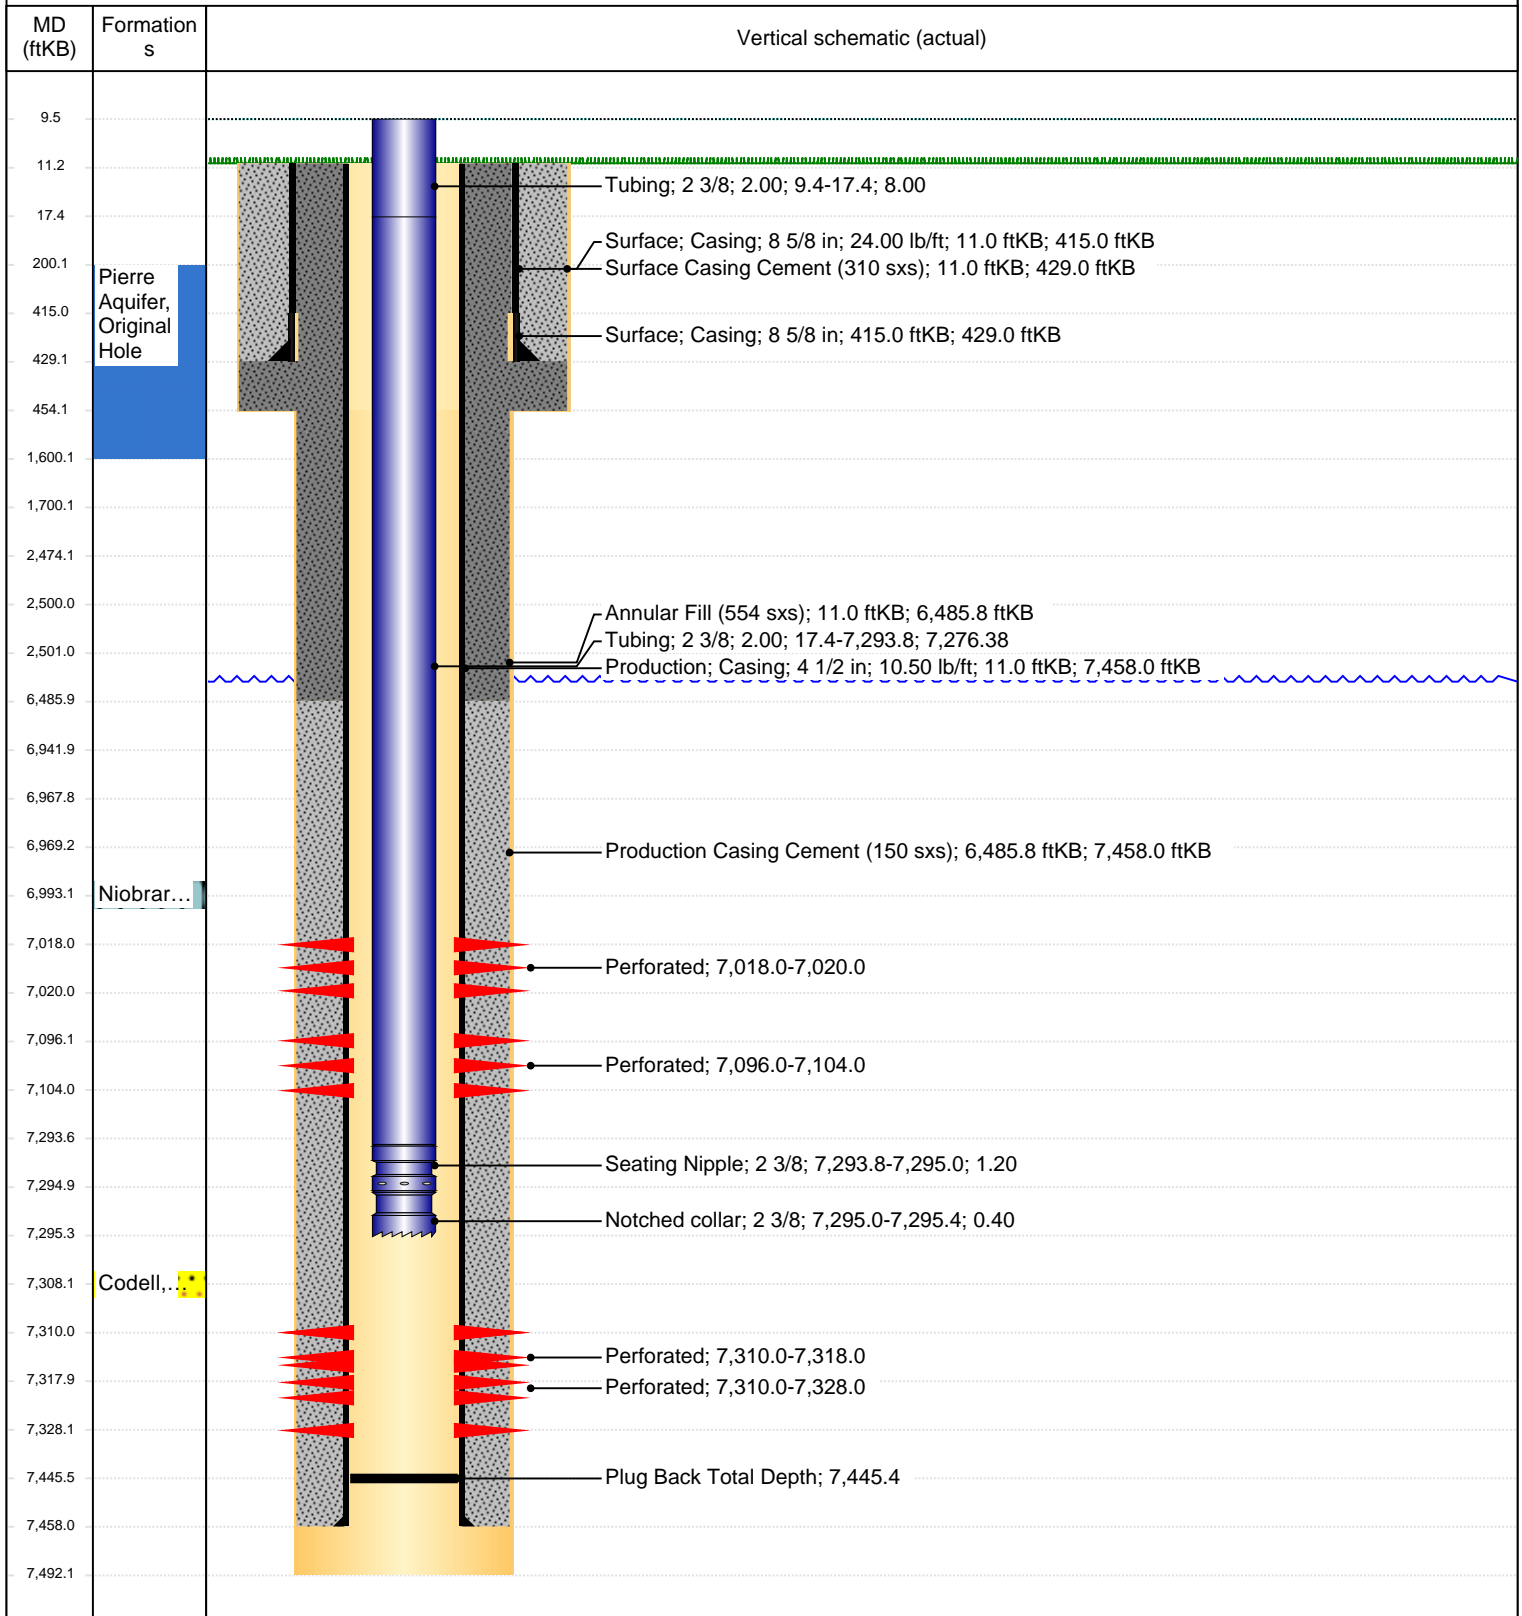 MD
(ftKB)
Formation
s
Vertical schematic (actual)
9.5
11.2
Tubing; 2 3/8; 2.00; 9.4-17.4; 8.00
17.4
Surface; Casing; 8 5/8 in; 24.00 lb/ft; 11.0 ftKB; 415.0 ftKB
200.1
Surface Casing Cement (310 sxs); 11.0 ftKB; 429.0 ftKB
Pierre
Aquifer,
Original
Hole
415.0
Surface; Casing; 8 5/8 in; 415.0 ftKB; 429.0 ftKB
429.1
454.1
1,600.1
1,700.1
2,474.1
2,500.0
Annular Fill (554 sxs); 11.0 ftKB; 6,485.8 ftKB
Tubing; 2 3/8; 2.00; 17.4-7,293.8; 7,276.38
2,501.0
Production; Casing; 4 1/2 in; 10.50 lb/ft; 11.0 ftKB; 7,458.0 ftKB
6,485.9
6,941.9
6,967.8
6,969.2
Production Casing Cement (150 sxs); 6,485.8 ftKB; 7,458.0 ftKB
6,993.1
Niobrar…
7,018.0
Perforated; 7,018.0-7,020.0
7,020.0
7,096.1
Perforated; 7,096.0-7,104.0
7,104.0
7,293.6
Seating Nipple; 2 3/8; 7,293.8-7,295.0; 1.20
7,294.9
Notched collar; 2 3/8; 7,295.0-7,295.4; 0.40
7,295.3
7,308.1
Codell,…
7,310.0
Perforated; 7,310.0-7,318.0
7,317.9
Perforated; 7,310.0-7,328.0
7,328.1
7,445.5
Plug Back Total Depth; 7,445.4
7,458.0
7,492.1